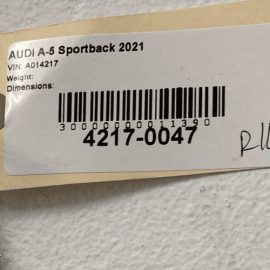 AUDI A-5 Sportback 2021
VIN: A014217
Weight:
Dimensions:
3000000011390
4217-0047